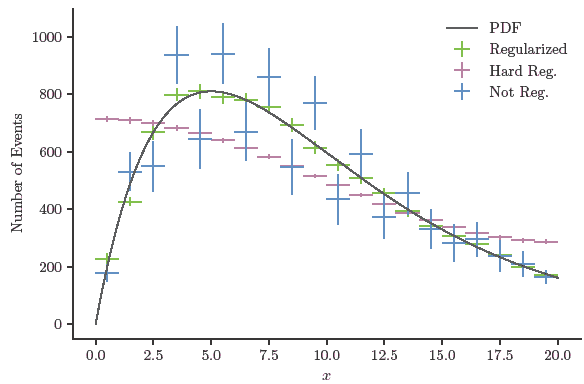 PDF
Regularized
Hard Reg.
Not Reg.
Number of Events
1000
800
600
400
200
0
0.0 2.5 5.0 7.5 10.0 12.5 15.0 17.5 20.0
x